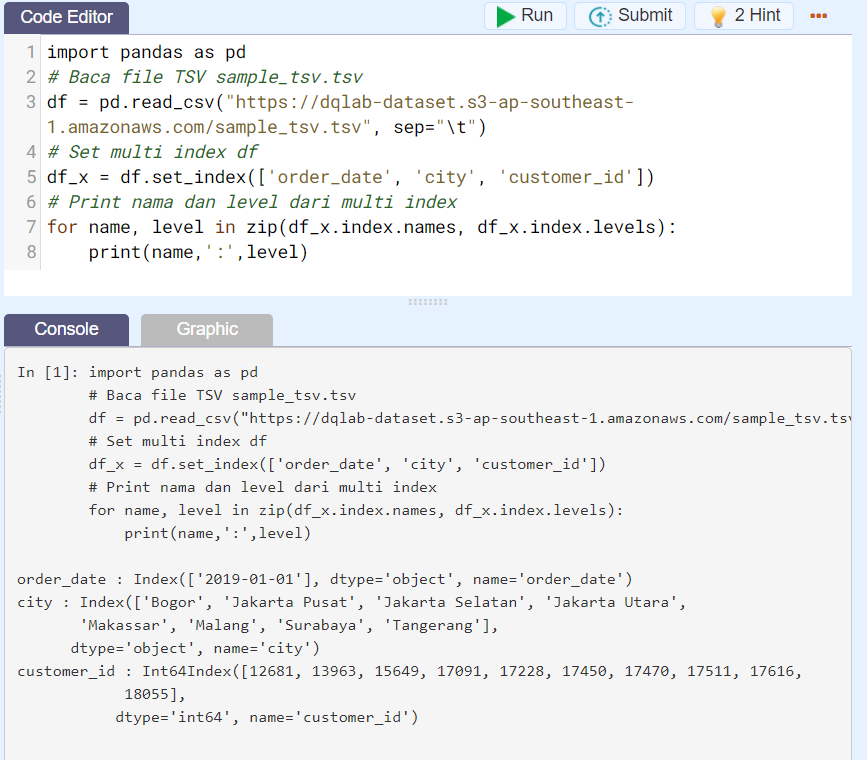 Code Editor
Run
Submit
2 Hint
1 import pandas as pd
2 # Baca file TSV sample_tsv.tsv
3 df = pd.read_csv("https://dqlab-dataset.s3-ap-southeast-
1.amazonaws.com/sample_tsv.tsv", sep="\t")
4 # Set multi index df
5 df_x = df.set_index(['order_date', 'city', 'customer_id'])
6 # Print nama dan level dari multi index
7 for name, level in zip(df_x.index.names, df_x.index.levels):
8     print(name,':',level)
Console
Graphic
In [1]: import pandas as pd
        # Baca file TSV sample_tsv.tsv
        df = pd.read_csv("https://dqlab-dataset.s3-ap-southeast-1.amazonaws.com/sample_tsv.tsv
        # Set multi index df
        df_x = df.set_index(['order_date', 'city', 'customer_id'])
        # Print nama dan level dari multi index
        for name, level in zip(df_x.index.names, df_x.index.levels):
            print(name,':',level)
order_date : Index(['2019-01-01'], dtype='object', name='order_date')
city : Index(['Bogor', 'Jakarta Pusat', 'Jakarta Selatan', 'Jakarta Utara',
       'Makassar', 'Malang', 'Surabaya', 'Tangerang'],
      dtype='object', name='city')
customer_id : Int64Index([12681, 13963, 15649, 17091, 17228, 17450, 17470, 17511, 17616,
            18055],
           dtype='int64', name='customer_id')